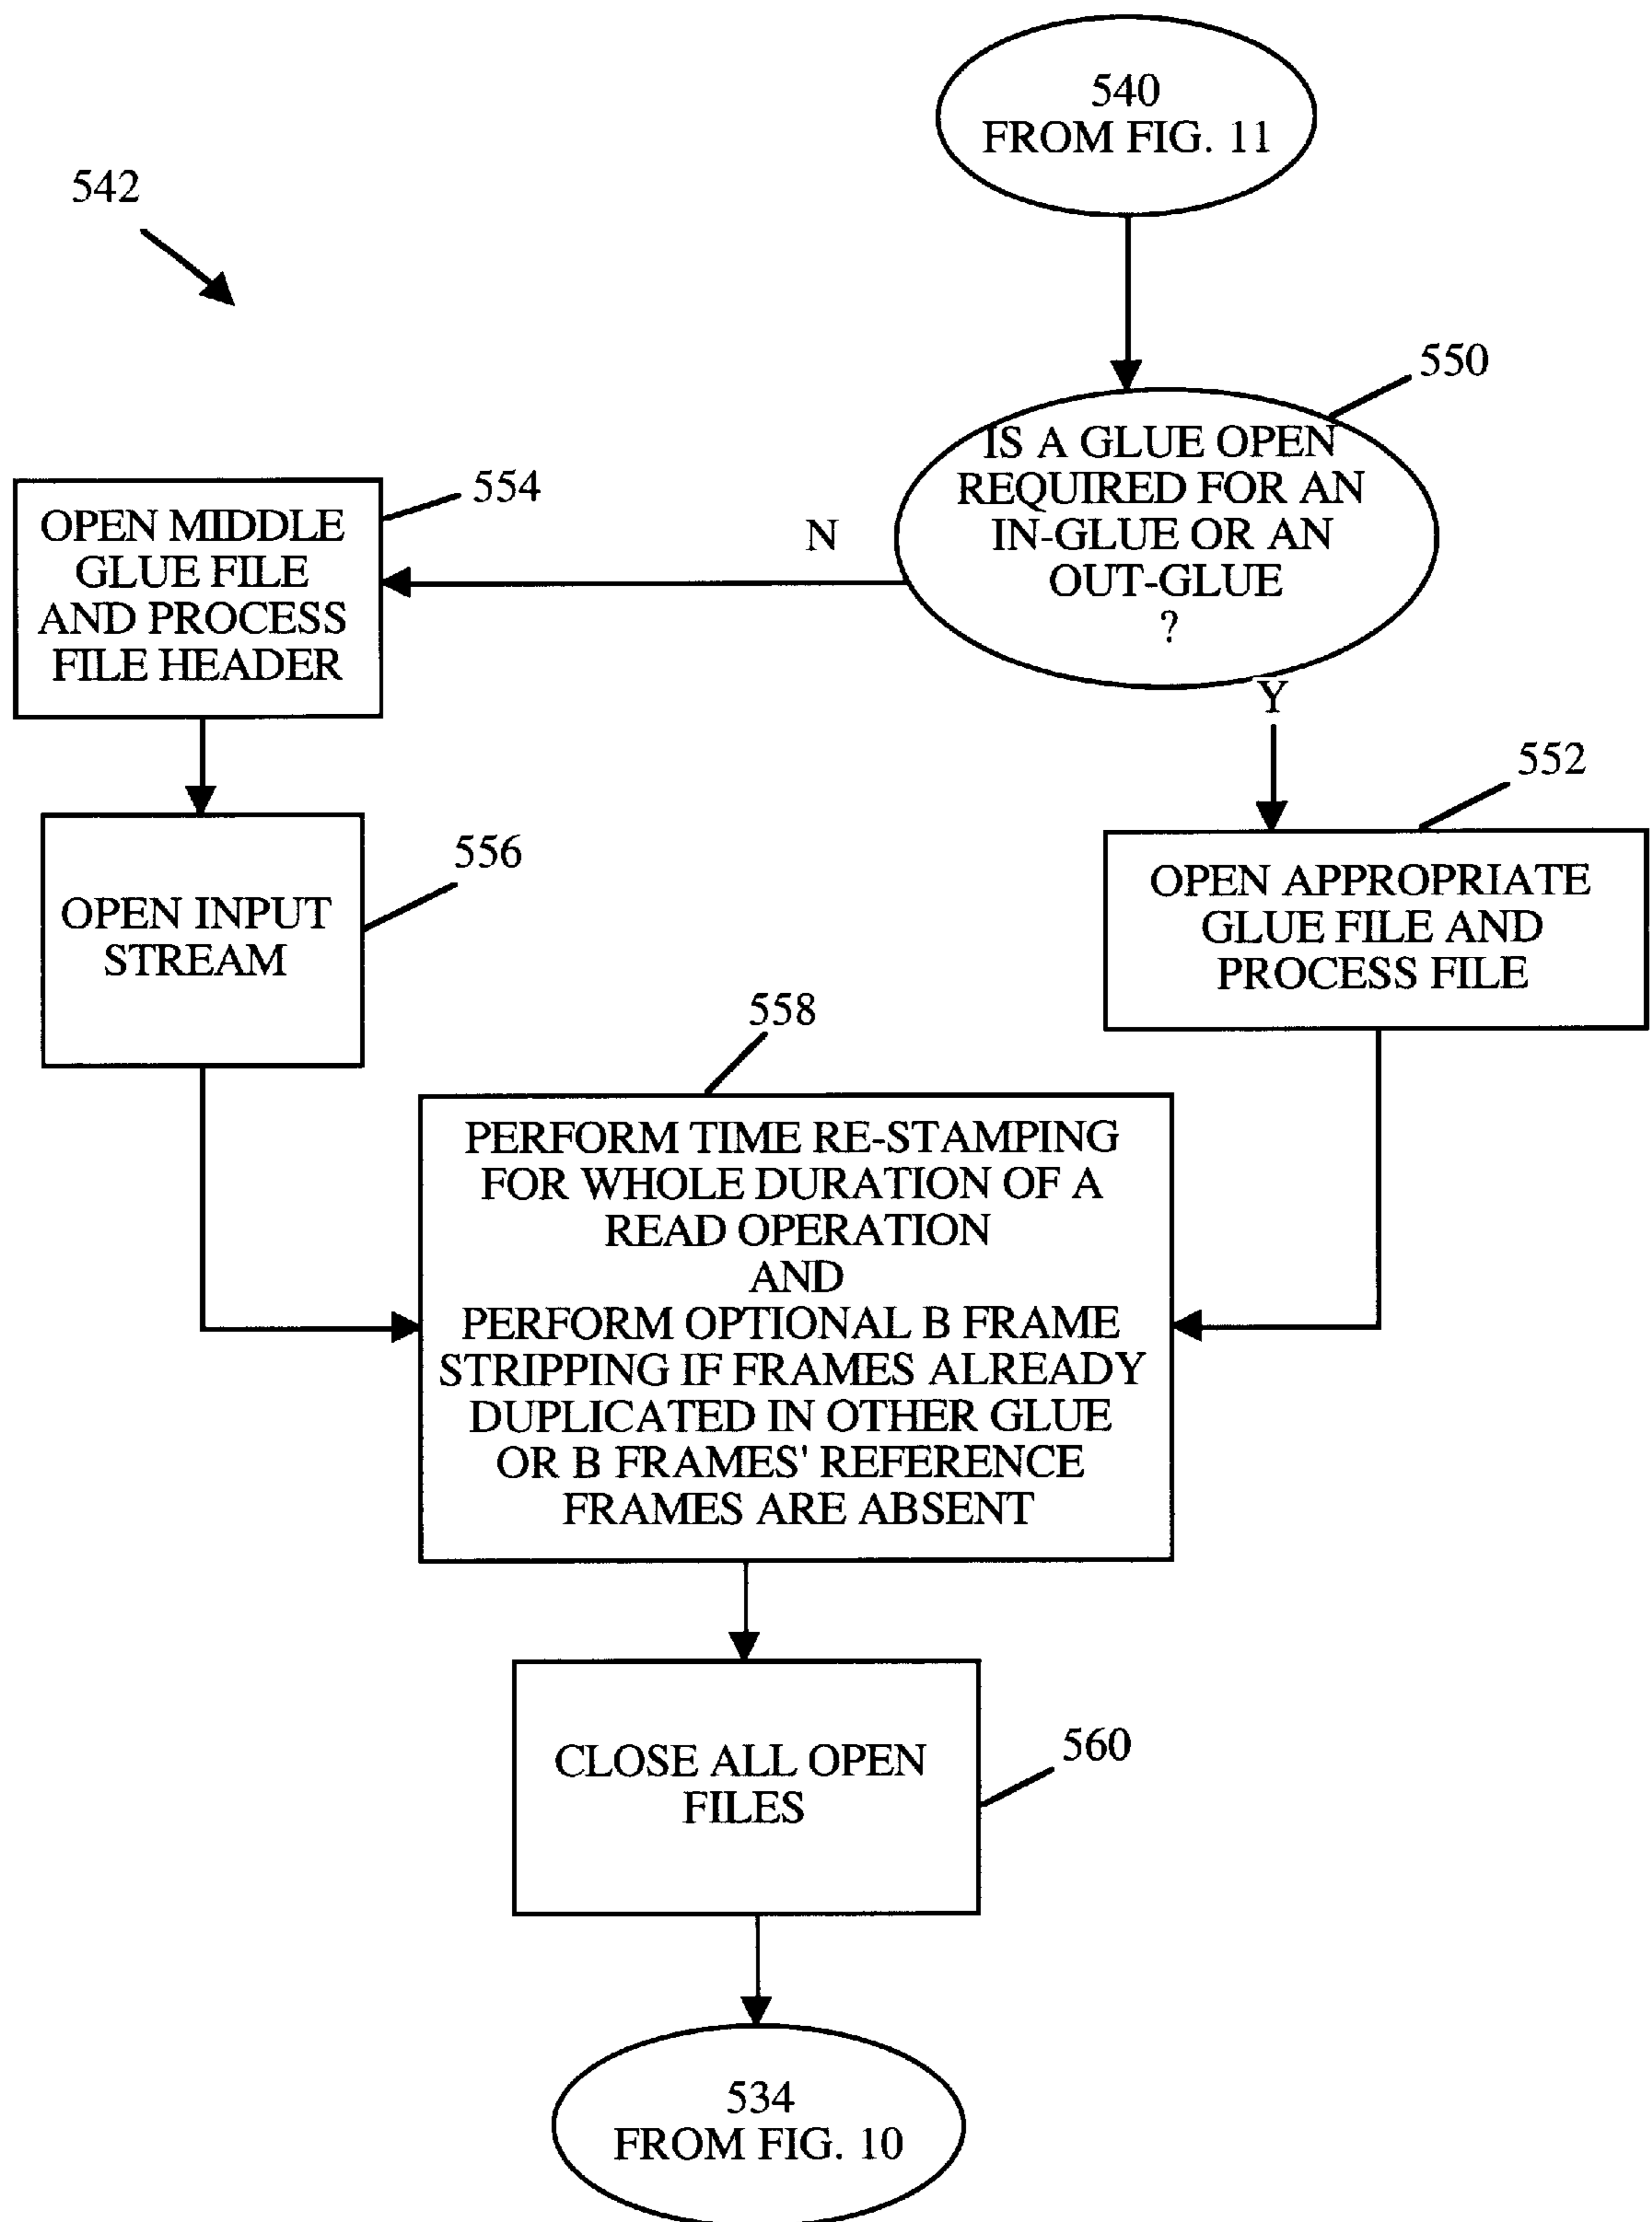 540
FROM FIG. 11
542
550
IS A GLUE OPEN
REQUIRED FOR AN
IN-GLUE OR AN
OUT-GLUE
?
N
Y
554
OPEN MIDDLE
GLUE FILE
AND PROCESS
FILE HEADER
552
OPEN APPROPRIATE
GLUE FILE AND
PROCESS FILE
556
OPEN INPUT
STREAM
558
PERFORM TIME RE-STAMPING
FOR WHOLE DURATION OF A
READ OPERATION
AND
PERFORM OPTIONAL B FRAME
STRIPPING IF FRAMES ALREADY
DUPLICATED IN OTHER GLUE
OR B FRAMES' REFERENCE
FRAMES ARE ABSENT
560
CLOSE ALL OPEN
FILES
534
FROM FIG. 10